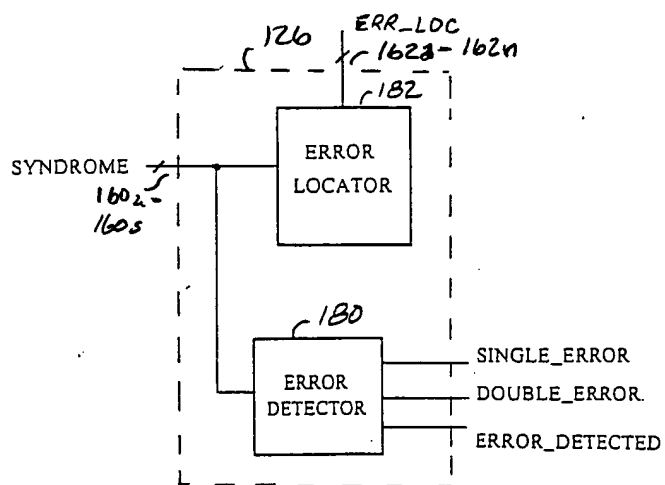 ERR_LOC
126
162a-162n
182
ERROR
LOCATOR
SYNDROME
160a-
160s
180
ERROR
DETECTOR
SINGLE_ERROR
DOUBLE_ERROR.
ERROR_DETECTED